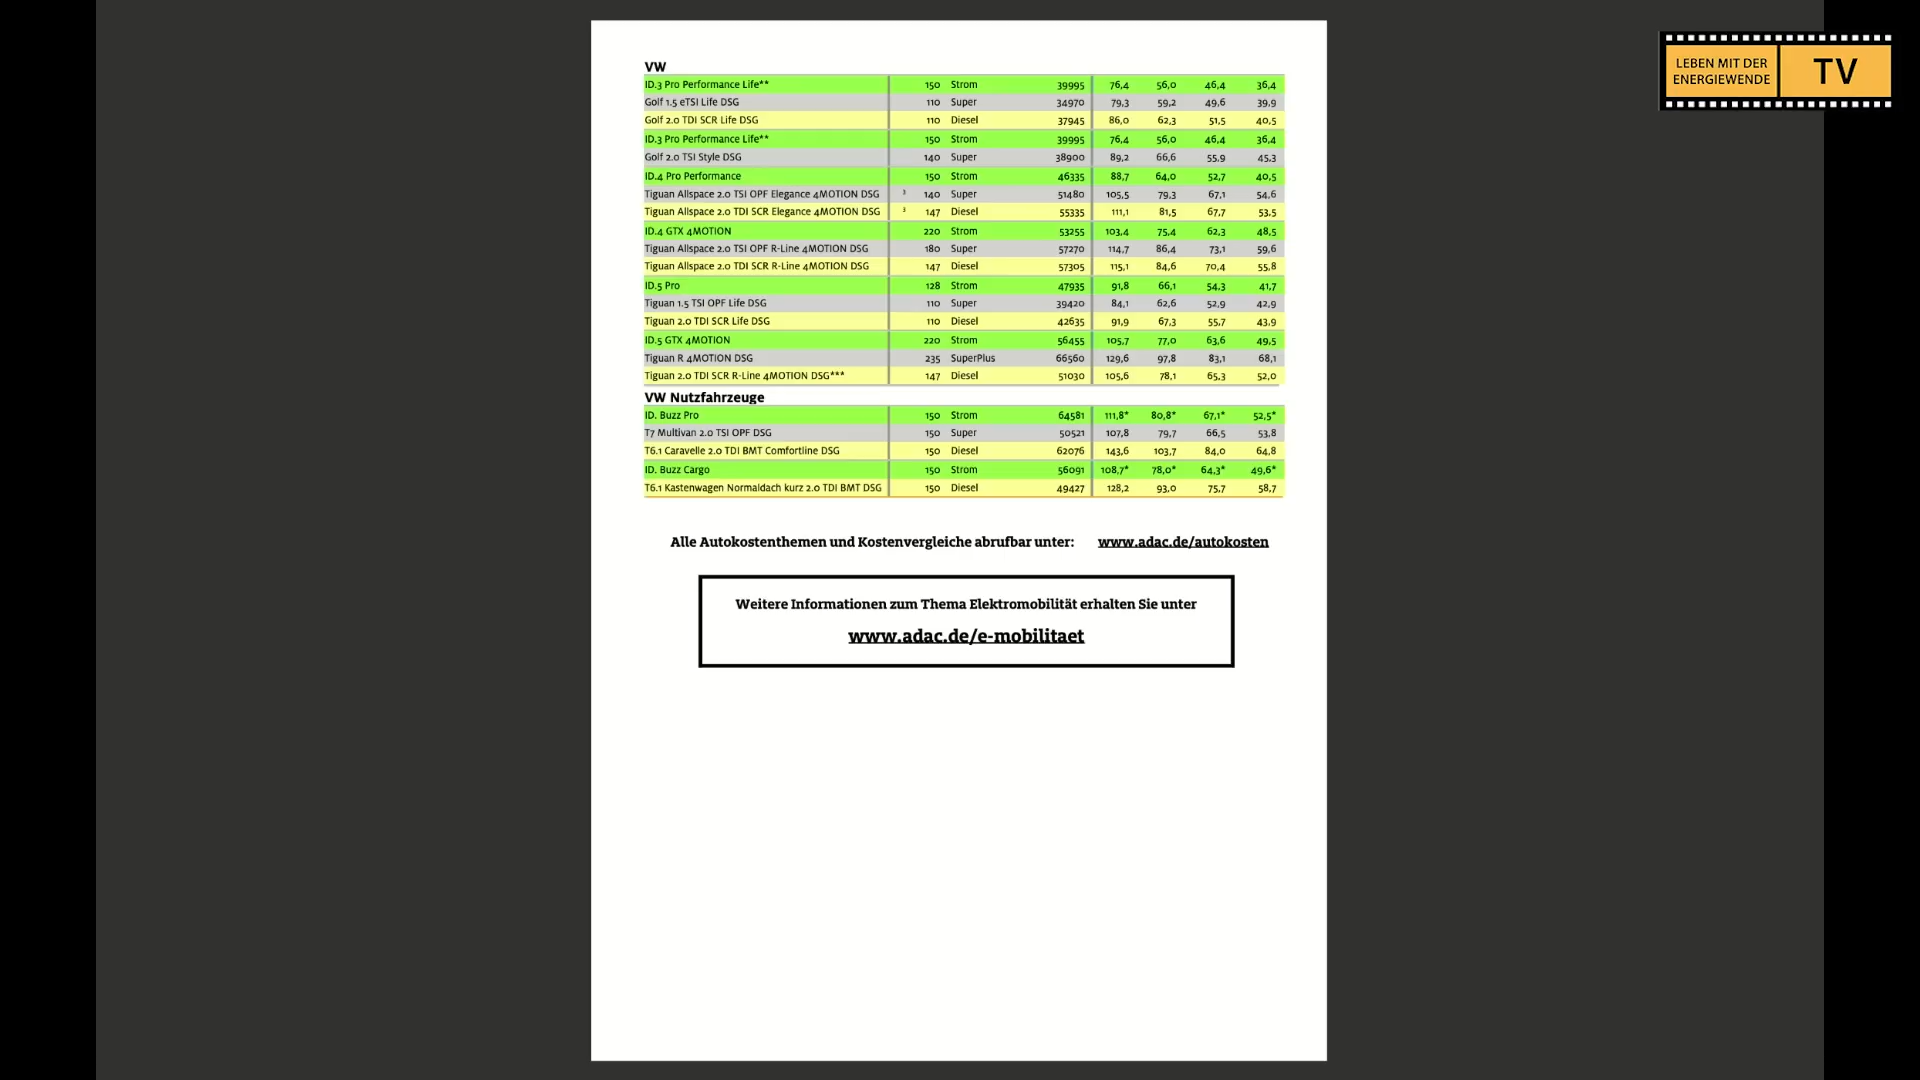 LEBEN MIT DER
ENERGIEWENDE
TV
VW
ID.3 Pro Performance Life** 150 Strom 39995 76,4 56,0 46,4 36,4
Golf 1.5 eTSI Life DSG 110 Super 34970 79,3 59,2 49,6 39,9
Golf 2.0 TDI SCR Life DSG 110 Diesel 37945 86,0 62,3 51,5 40,5
ID.3 Pro Performance Life** 150 Strom 39995 76,4 56,0 46,4 36,4
Golf 2.0 TSI Style DSG 140 Super 38900 89,2 66,6 55,9 45,3
ID.4 Pro Performance 150 Strom 46335 88,7 64,0 52,7 40,5
Tiguan Allspace 2.0 TSI OPF Elegance 4MOTION DSG ³ 140 Super 51480 105,5 79,3 67,1 54,6
Tiguan Allspace 2.0 TDI SCR Elegance 4MOTION DSG ³ 147 Diesel 55335 111,1 81,5 67,7 53,5
ID.4 GTX 4MOTION 220 Strom 53255 103,4 75,4 62,3 48,5
Tiguan Allspace 2.0 TSI OPF R-Line 4MOTION DSG 180 Super 57270 114,7 86,4 73,1 59,6
Tiguan Allspace 2.0 TDI SCR R-Line 4MOTION DSG 147 Diesel 57305 115,1 84,6 70,4 55,8
ID.5 Pro 128 Strom 47935 91,8 66,1 54,3 41,7
Tiguan 1.5 TSI OPF Life DSG 110 Super 39420 84,1 62,6 52,9 42,9
Tiguan 2.0 TDI SCR Life DSG 110 Diesel 42635 91,9 67,3 55,7 43,9
ID.5 GTX 4MOTION 220 Strom 56455 105,7 77,0 63,6 49,5
Tiguan R 4MOTION DSG 235 SuperPlus 66560 129,6 97,8 83,1 68,1
Tiguan 2.0 TDI SCR R-Line 4MOTION DSG*** 147 Diesel 51030 105,6 78,1 65,3 52,0
VW Nutzfahrzeuge
ID. Buzz Pro 150 Strom 64581 111,8* 80,8* 67,1* 52,5*
T7 Multivan 2.0 TSI OPF DSG 150 Super 50521 107,8 79,7 66,5 53,8
T6.1 Caravelle 2.0 TDI BMT Comfortline DSG 150 Diesel 62076 143,6 103,7 84,0 64,8
ID. Buzz Cargo 150 Strom 56091 108,7* 78,0* 64,3* 49,6*
T6.1 Kastenwagen Normaldach kurz 2.0 TDI BMT DSG 150 Diesel 49427 128,2 93,0 75,7 58,7
Alle Autokostenthemen und Kostenvergleiche abrufbar unter: www.adac.de/autokosten
Weitere Informationen zum Thema Elektromobilität erhalten Sie unter
www.adac.de/e-mobilitaet